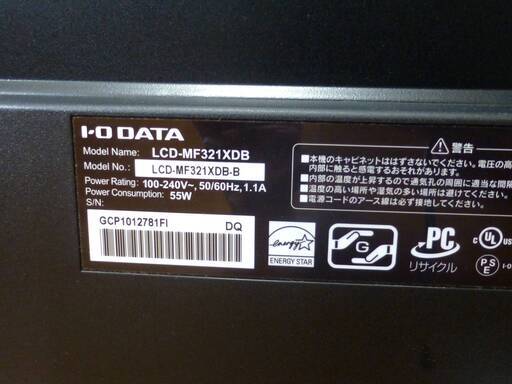 I-O DATA
Model Name: LCD-MF321XDB
Model No.: LCD-MF321XDB-B
Power Rating: 100-240V~, 50/60Hz, 1.1A
Power Consumption: 55W
S/N:
GCP1012781FI DQ
警告
■本機のキャビネットははずさないでください。電圧の高
内部に触ると感電するおそれがあります。
■内部の温度が上昇するので通気孔の間隔に適当な間隔
■温度の高い場所や湿気の多い場所は避けてください。
■電源コードのアース線は必ず接地してください。
energy
ENERGY STAR
G
PC
リサイクル
c UL us
PS
E
I-O